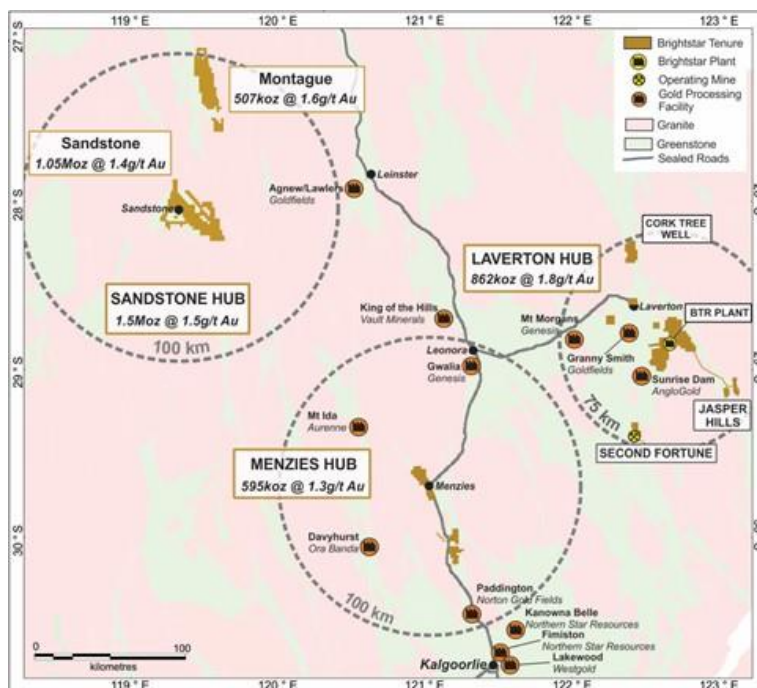 119° E
120° E
121° E
122° E
123° E
27° S
28° S
29° S
30° S
Montague
507koz @ 1.6g/t Au
Sandstone
1.05Moz @ 1.4g/t Au
Sandstone
SANDSTONE HUB
1.5Moz @ 1.5g/t Au
100 km
Brightstar Tenure
Brightstar Plant
Operating Mine
Gold Processing
Facility
Granite
Greenstone
Sealed Roads
Leinster
Agnew/Lawlers
Goldfields
CORK TREE
WELL
LAVERTON HUB
862koz @ 1.8g/t Au
King of the Hills
Vault Minerals
Mt Morgans
Genesis
Laverton
BTR PLANT
Leonora
Gwalia
Genesis
Granny Smith
Goldfields
Sunrise Dam
AngloGold
75 km
JASPER
HILLS
Mt Ida
Aurenne
SECOND FORTUNE
MENZIES HUB
595koz @ 1.3g/t Au
Menzies
Davyhurst
Ora Banda
100 km
Paddington
Norton Gold Fields
Kanowna Belle
Northern Star Resources
Fimiston
Northern Star Resources
Kalgoorlie
Lakewood
Westgold
0
100
kilometres
119° E
120° E
121° E
122° E
123° E